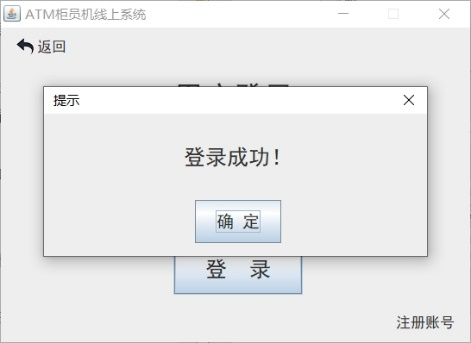 ATM柜员机线上系统
返回
提示
登录成功！
确 定
登 录
注册账号